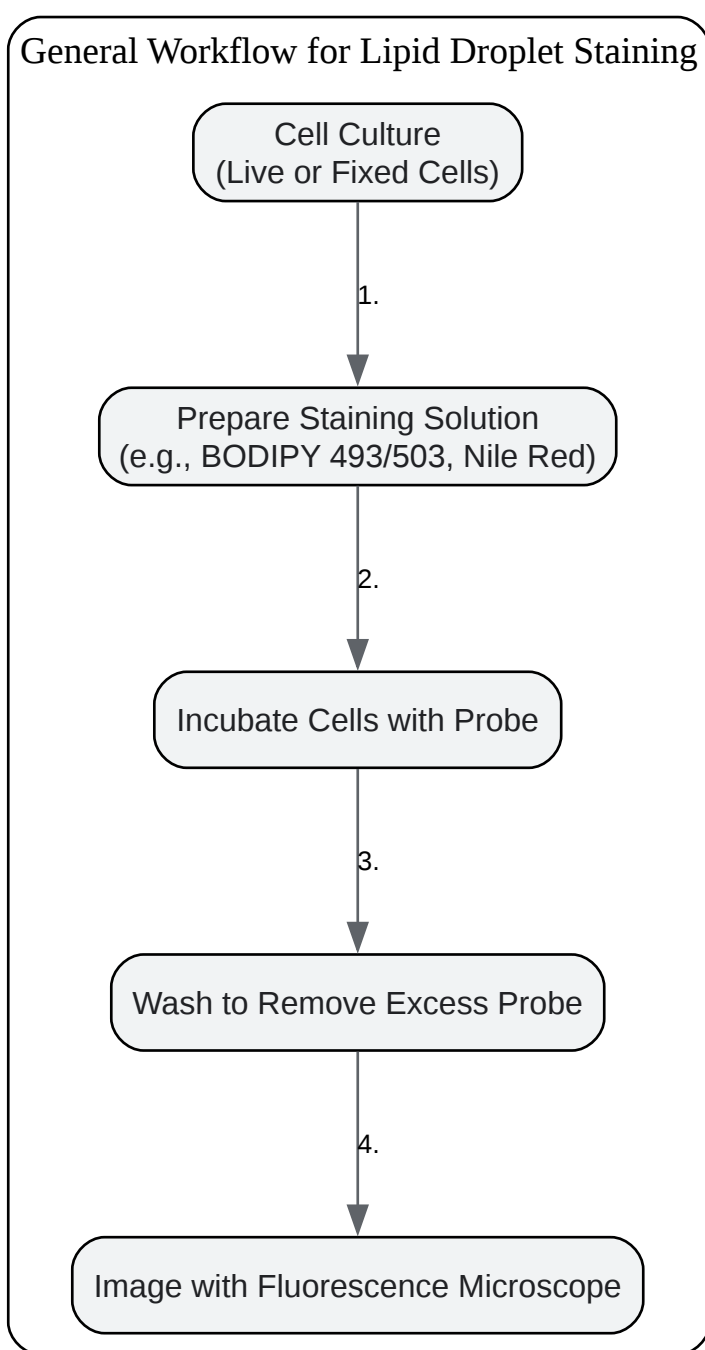 General Workflow for Lipid Droplet Staining
Cell Culture
(Live or Fixed Cells)
1.
Prepare Staining Solution
(e.g., BODIPY 493/503, Nile Red)
2.
Incubate Cells with Probe
3.
Wash to Remove Excess Probe
4.
Image with Fluorescence Microscope